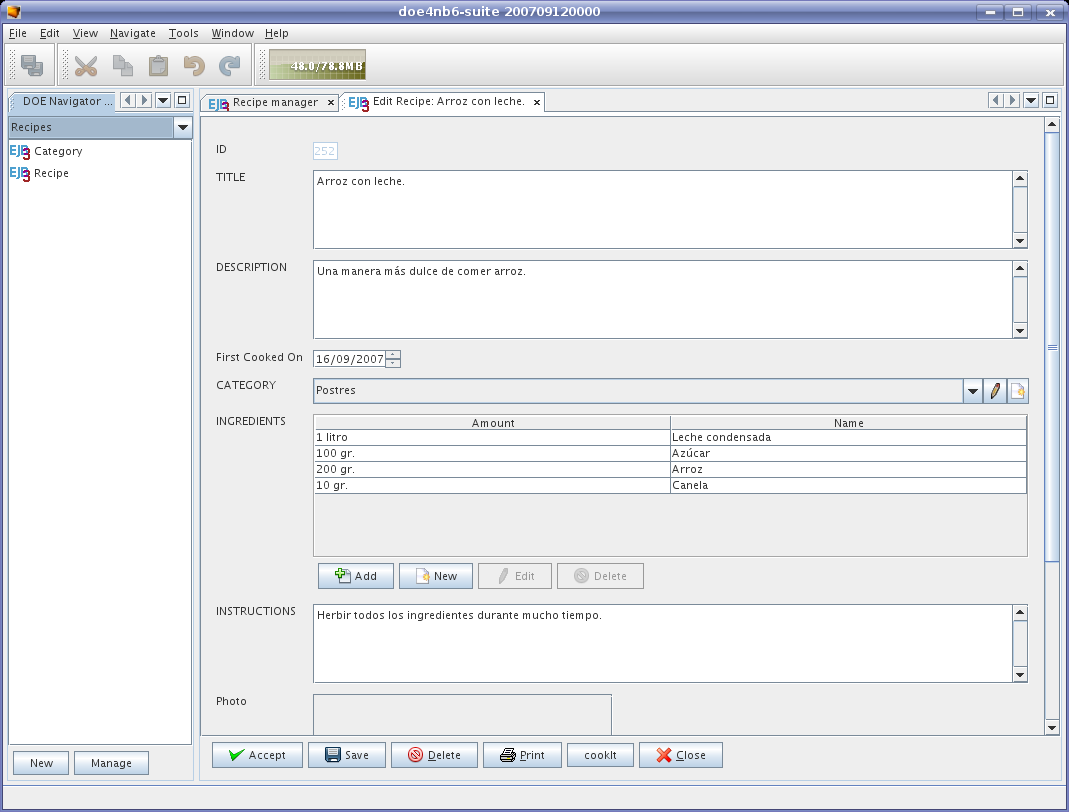 doe4nb6-suite 200709120000
File Edit View Navigate Tools Window Help
48.0/78.8MB
DOE Navigator ...
Recipe manager
Edit Recipe: Arroz con leche.
Recipes
EJB3 Category
EJB3 Recipe
ID 252
TITLE Arroz con leche.
DESCRIPTION Una manera más dulce de comer arroz.
First Cooked On 16/09/2007
CATEGORY Postres
INGREDIENTS Amount Name
1 litro Leche condensada
100 gr. Azúcar
200 gr. Arroz
10 gr. Canela
Add New Edit Delete
INSTRUCTIONS Herbir todos los ingredientes durante mucho tiempo.
Photo
Accept Save Delete Print cookIt Close
New Manage